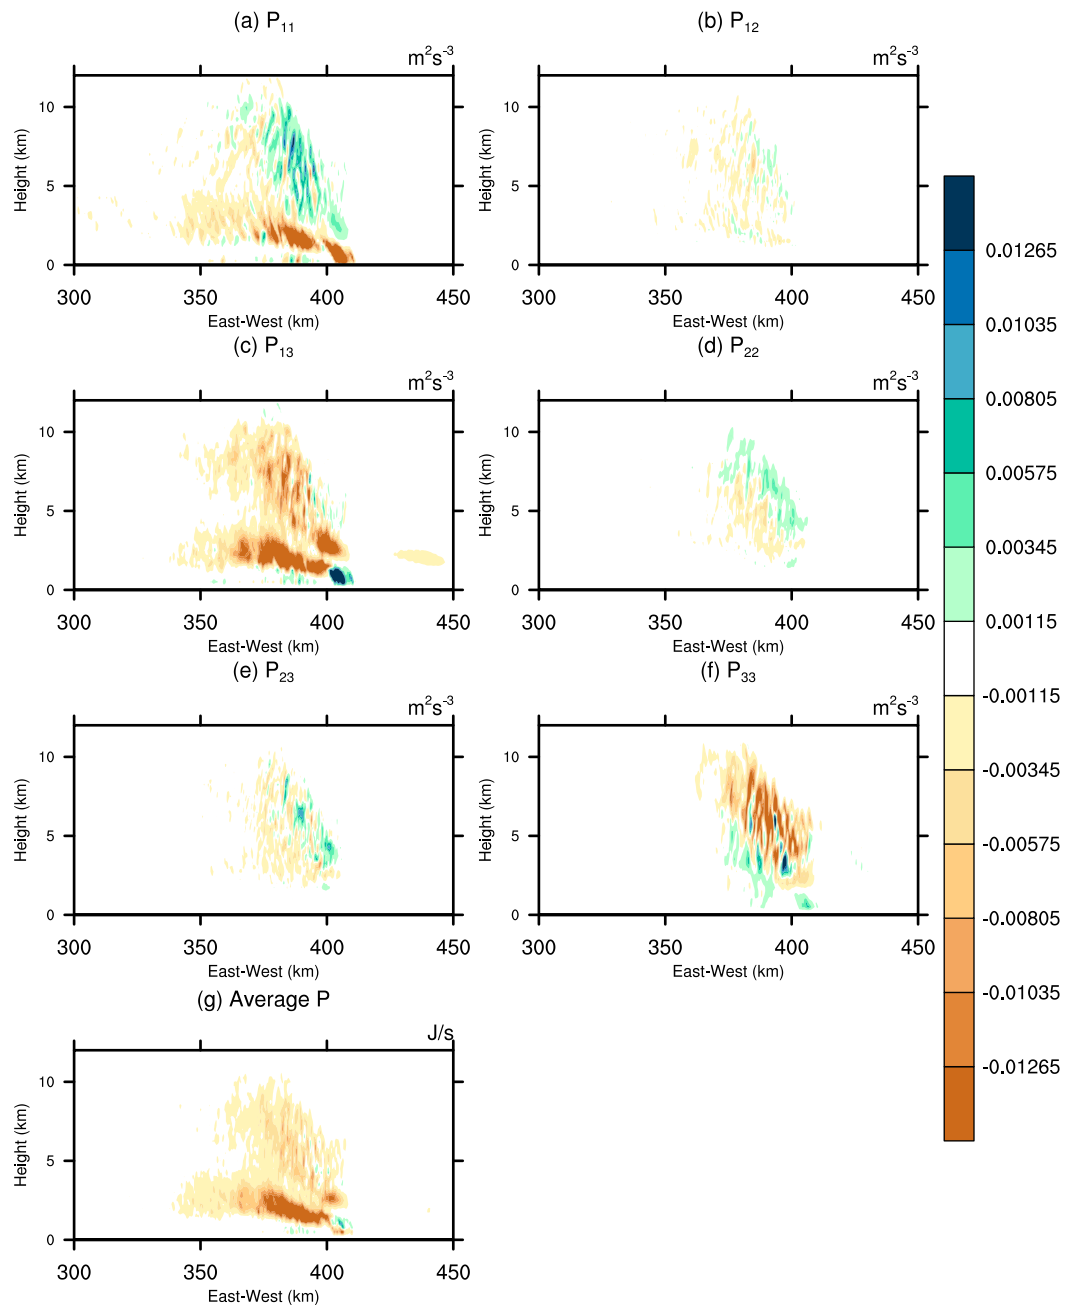 (a) P₁₁
m²s⁻³
Height (km)
10
5
0
300 350 400 450
East-West (km)
(b) P₁₂
m²s⁻³
Height (km)
10
5
0
300 350 400 450
East-West (km)
(c) P₁₃
m²s⁻³
Height (km)
10
5
0
300 350 400 450
East-West (km)
(d) P₂₂
m²s⁻³
Height (km)
10
5
0
300 350 400 450
East-West (km)
(e) P₂₃
m²s⁻³
Height (km)
10
5
0
300 350 400 450
East-West (km)
(f) P₃₃
m²s⁻³
Height (km)
10
5
0
300 350 400 450
East-West (km)
(g) Average P
J/s
Height (km)
10
5
0
300 350 400 450
East-West (km)
0.01265
0.01035
0.00805
0.00575
0.00345
0.00115
-0.00115
-0.00345
-0.00575
-0.00805
-0.01035
-0.01265